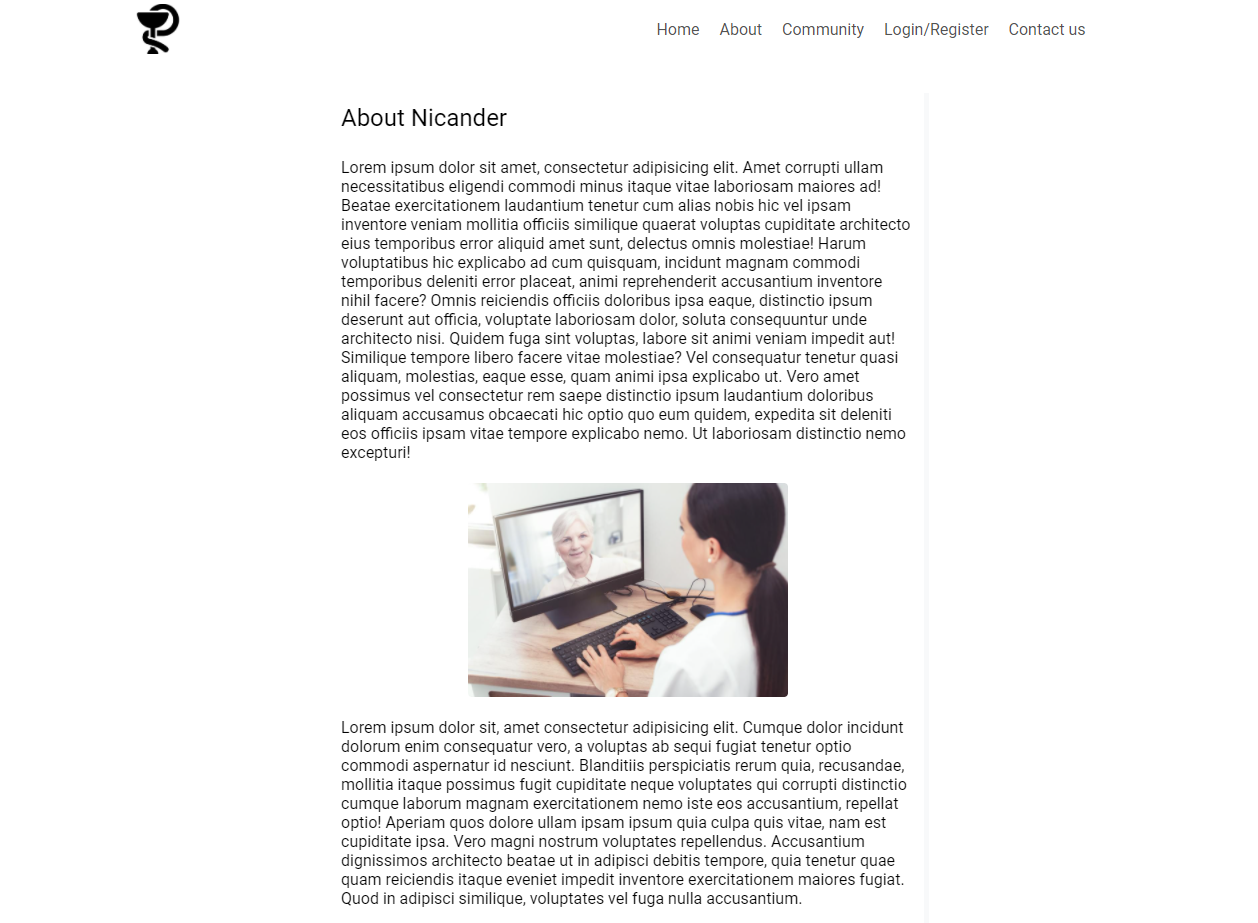 Home About Community Login/Register Contact us
About Nicander
Lorem ipsum dolor sit amet, consectetur adipisicing elit. Amet corrupti ullam
necessitatibus eligendi commodi minus itaque vitae laboriosam maiores ad!
Beatae exercitationem laudantium tenetur cum alias nobis hic vel ipsam
inventore veniam mollitia officiis similique quaerat voluptas cupiditate architecto
eius temporibus error aliquid amet sunt, delectus omnis molestiae! Harum
voluptatibus hic explicabo ad cum quisquam, incidunt magnam commodi
temporibus deleniti error placeat, animi reprehenderit accusantium inventore
nihil facere? Omnis reiciendis officiis doloribus ipsa eaque, distinctio ipsum
deserunt aut officia, voluptate laboriosam dolor, soluta consequuntur unde
architecto nisi. Quidem fuga sint voluptas, labore sit animi veniam impedit aut!
Similique tempore libero facere vitae molestiae? Vel consequatur tenetur quasi
aliquam, molestias, eaque esse, quam animi ipsa explicabo ut. Vero amet
possimus vel consectetur rem saepe distinctio ipsum laudantium doloribus
aliquam accusamus obcaecati hic optio quo eum quidem, expedita sit deleniti
eos officiis ipsam vitae tempore explicabo nemo. Ut laboriosam distinctio nemo
excepturi!
Lorem ipsum dolor sit, amet consectetur adipisicing elit. Cumque dolor incidunt
dolorum enim consequatur vero, a voluptas ab sequi fugiat tenetur optio
commodi aspernatur id nesciunt. Blanditiis perspiciatis rerum quia, recusandae,
mollitia itaque possimus fugit cupiditate neque voluptates qui corrupti distinctio
cumque laborum magnam exercitationem nemo iste eos accusantium, repellat
optio! Aperiam quos dolore ullam ipsam ipsum quia culpa quis vitae, nam est
cupiditate ipsa. Vero magni nostrum voluptates repellendus. Accusantium
dignissimos architecto beatae ut in adipisci debitis tempore, quia tenetur quae
quam reiciendis itaque eveniet impedit inventore exercitationem maiores fugiat.
Quod in adipisci similique, voluptates vel fuga nulla accusantium.